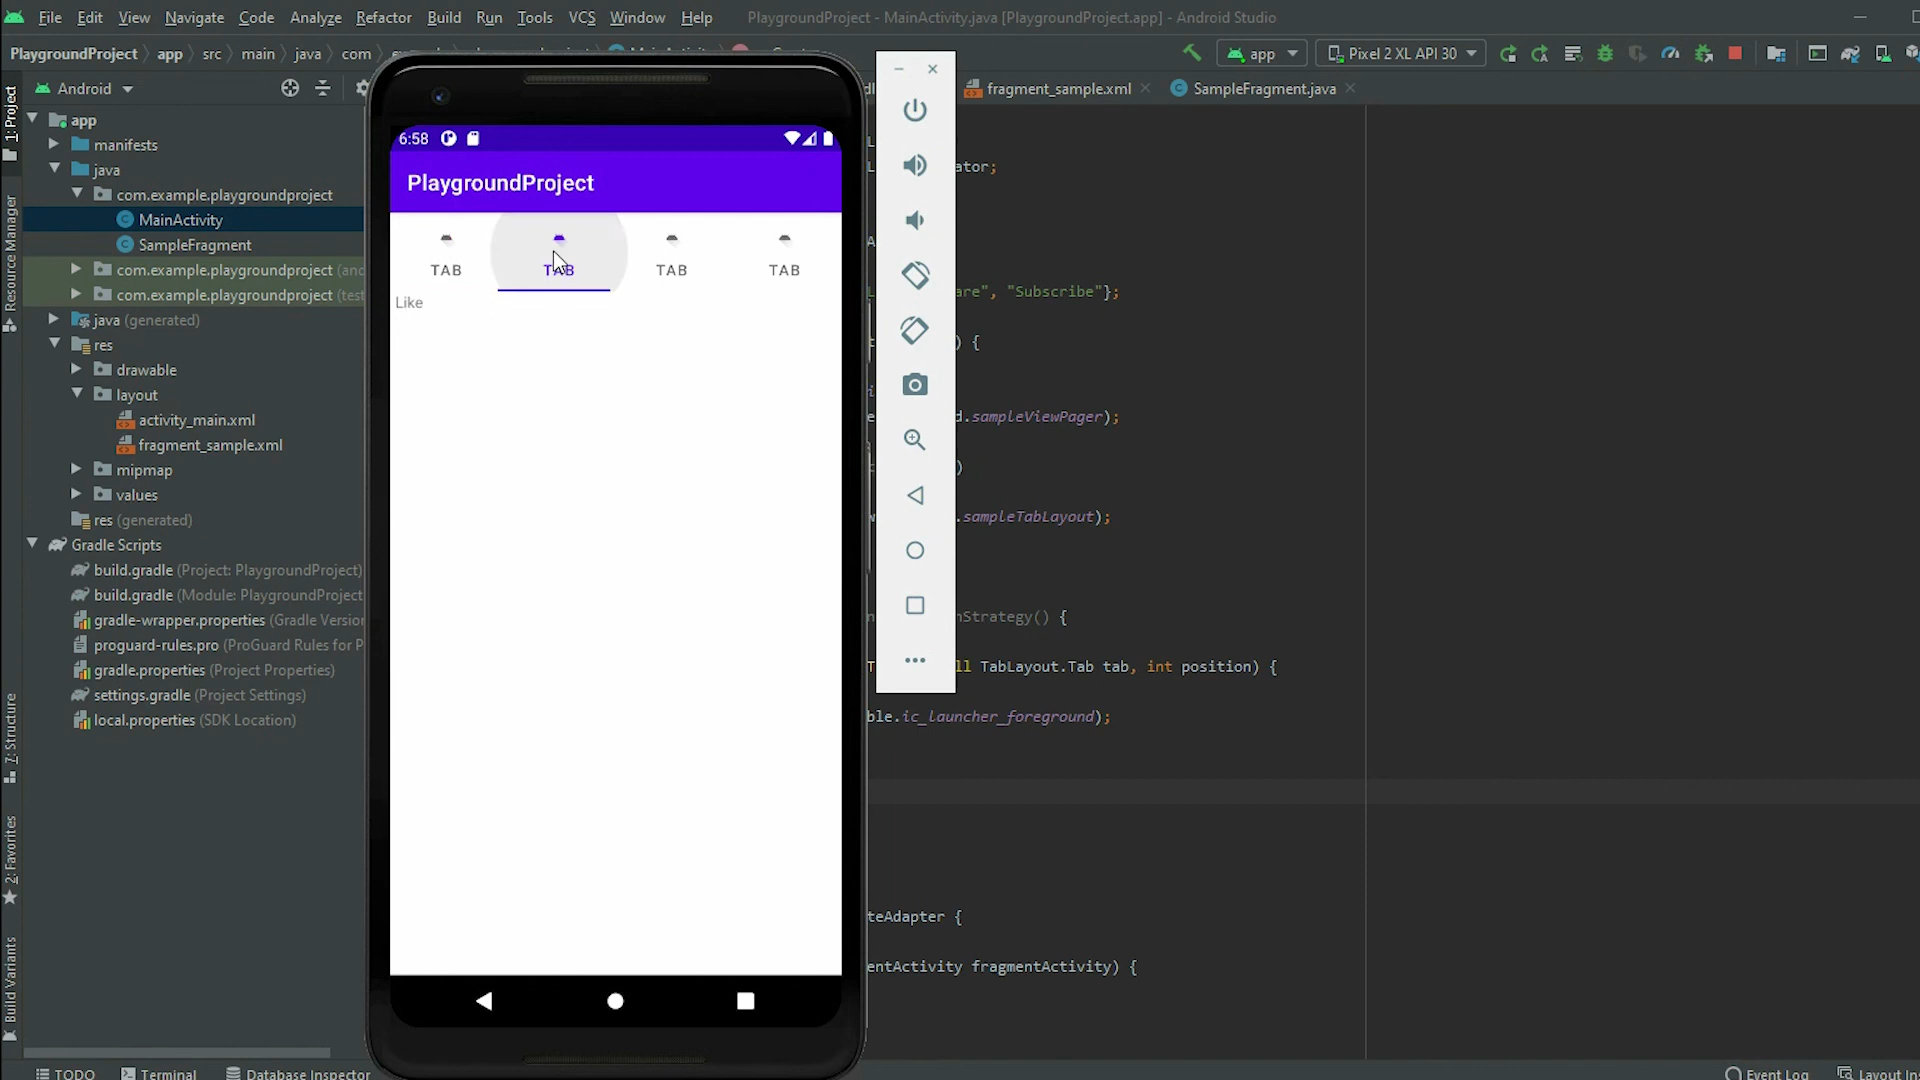 File Edit View Navigate Code Analyze Refactor Build Run Tools VCS Window Help PlaygroundProject - MainActivity.java [PlaygroundProject.app] - Android Studio
PlaygroundProject app src main java com
app Pixel 2 XL API 30
Android
fragment_sample.xml SampleFragment.java
1: Project
Resource Manager
7: Structure
2: Favorites
Build Variants
app
manifests
java
com.example.playgroundproject
MainActivity
SampleFragment
com.example.playgroundproject (and
com.example.playgroundproject (test
java (generated)
res
drawable
layout
activity_main.xml
fragment_sample.xml
mipmap
values
res (generated)
Gradle Scripts
build.gradle (Project: PlaygroundProject)
build.gradle (Module: PlaygroundProject
gradle-wrapper.properties (Gradle Version
proguard-rules.pro (ProGuard Rules for P
gradle.properties (Project Properties)
settings.gradle (Project Settings)
local.properties (SDK Location)
6:58
PlaygroundProject
TAB TAB TAB TAB
Like
ator;
are", "Subscribe"};
) {
d.sampleViewPager);
)
.sampleTabLayout);
nStrategy() {
ll TabLayout.Tab tab, int position) {
ble.ic_launcher_foreground);
teAdapter {
entActivity fragmentActivity) {
TODO Terminal Database Inspector Event Log Layout Ins